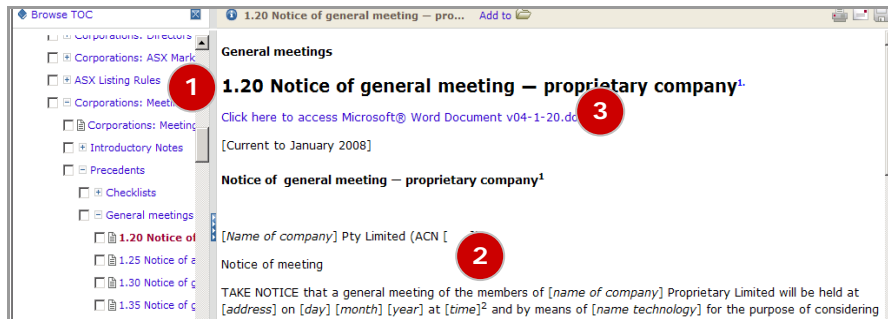 Browse TOC
1.20 Notice of general meeting — pro... Add to
Corporations: Directors
Corporations: ASX Mark
ASX Listing Rules
Corporations:
Corporations: Meeting
Introductory Notes
Precedents
Checklists
General meetings
1.20 Notice of
1.25 Notice of a
1.30 Notice of g
1.35 Notice of g
1
General meetings
1.20 Notice of general meeting — proprietary company1.
3
Click here to access Microsoft® Word Document v04-1-20.do
[Current to January 2008]
Notice of general meeting — proprietary company1
[Name of company] Pty Limited (ACN [
2
Notice of meeting
TAKE NOTICE that a general meeting of the members of [name of company] Proprietary Limited will be held at
[address] on [day] [month] [year] at [time]2 and by means of [name technology] for the purpose of considering